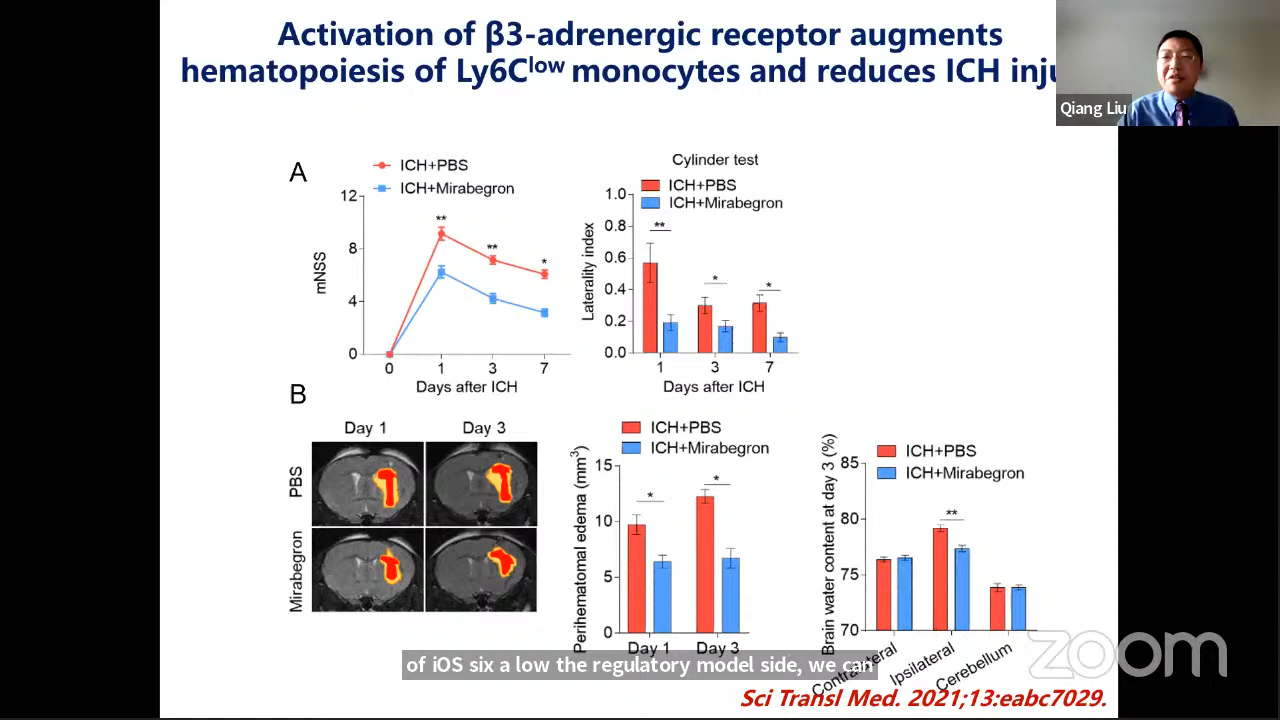 Activation of β3-adrenergic receptor augments
hematopoiesis of Ly6Clow monocytes and reduces ICH inju
Qiang Liu
A
ICH+PBS
ICH+Mirabegron
12
8
4
0
mNSS
**
**
*
0 1 3 7
Days after ICH
Cylinder test
ICH+PBS
ICH+Mirabegron
1.0
0.8
0.6
0.4
0.2
0.0
Laterality index
**
*
*
1 3 7
Days after ICH
B
Day 1 Day 3
PBS
Mirabegron
ICH+PBS
ICH+Mirabegron
15
10
5
0
Perihematomal edema (mm³)
*
*
Day 1 Day 3
ICH+PBS
ICH+Mirabegron
85
80
75
70
Brain water content at day 3 (%)
**
Contralateral
Ipsilateral
Cerebellum
of iOS six a low the regulatory model side, we can
zoom
Sci Transl Med. 2021;13:eabc7029.